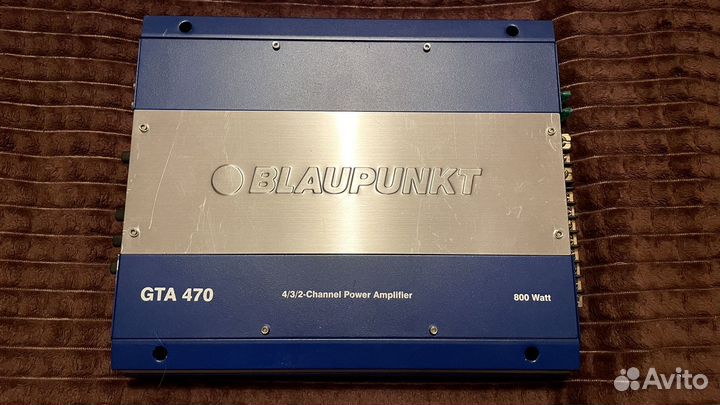 BLAUPUNKT
GTA 470
4/3/2-Channel Power Amplifier
800 Watt
Avito